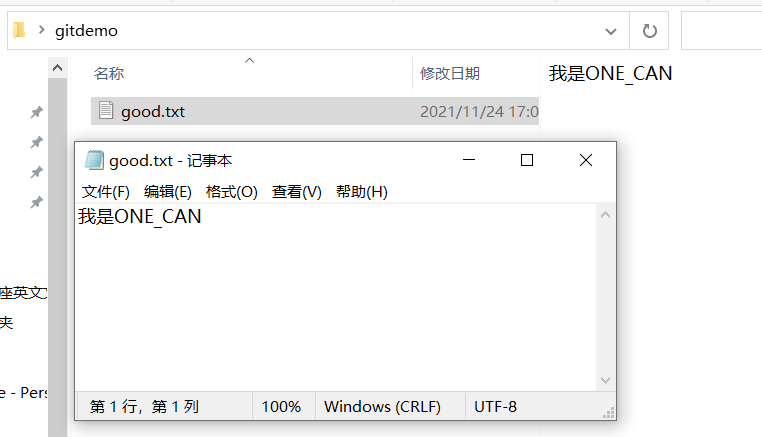 gitdemo
名称
修改日期
我是ONE_CAN
good.txt
2021/11/24 17:0
good.txt - 记事本
文件(F) 编辑(E) 格式(O) 查看(V) 帮助(H)
我是ONE_CAN
座英文
夹
e - Pers
第 1 行，第 1 列
100%
Windows (CRLF)
UTF-8